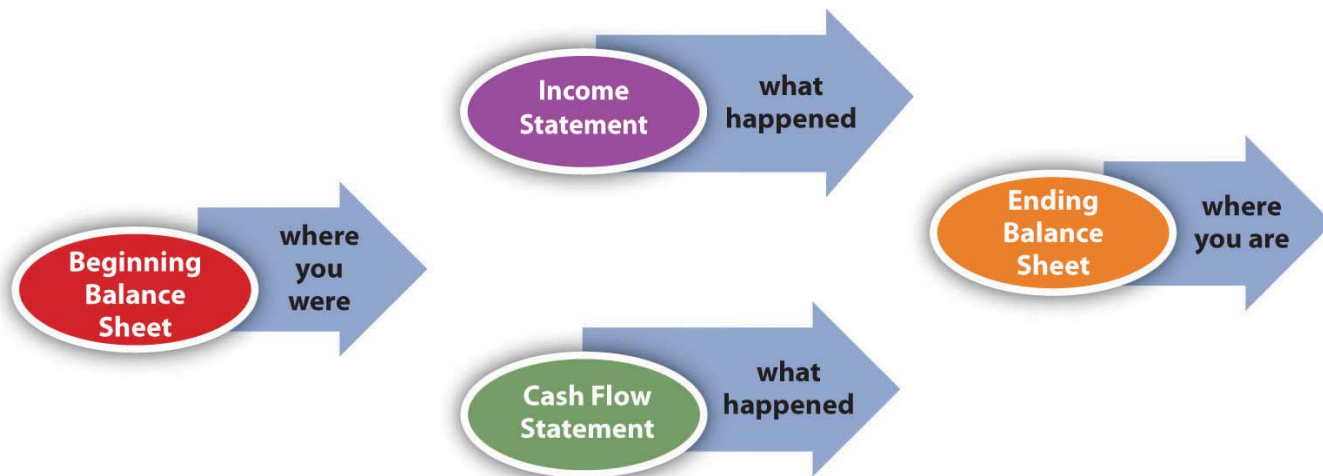 Beginning
Balance
Sheet
where
you
were
Income
Statement
what
happened
Cash Flow
Statement
what
happened
Ending
Balance
Sheet
where
you are